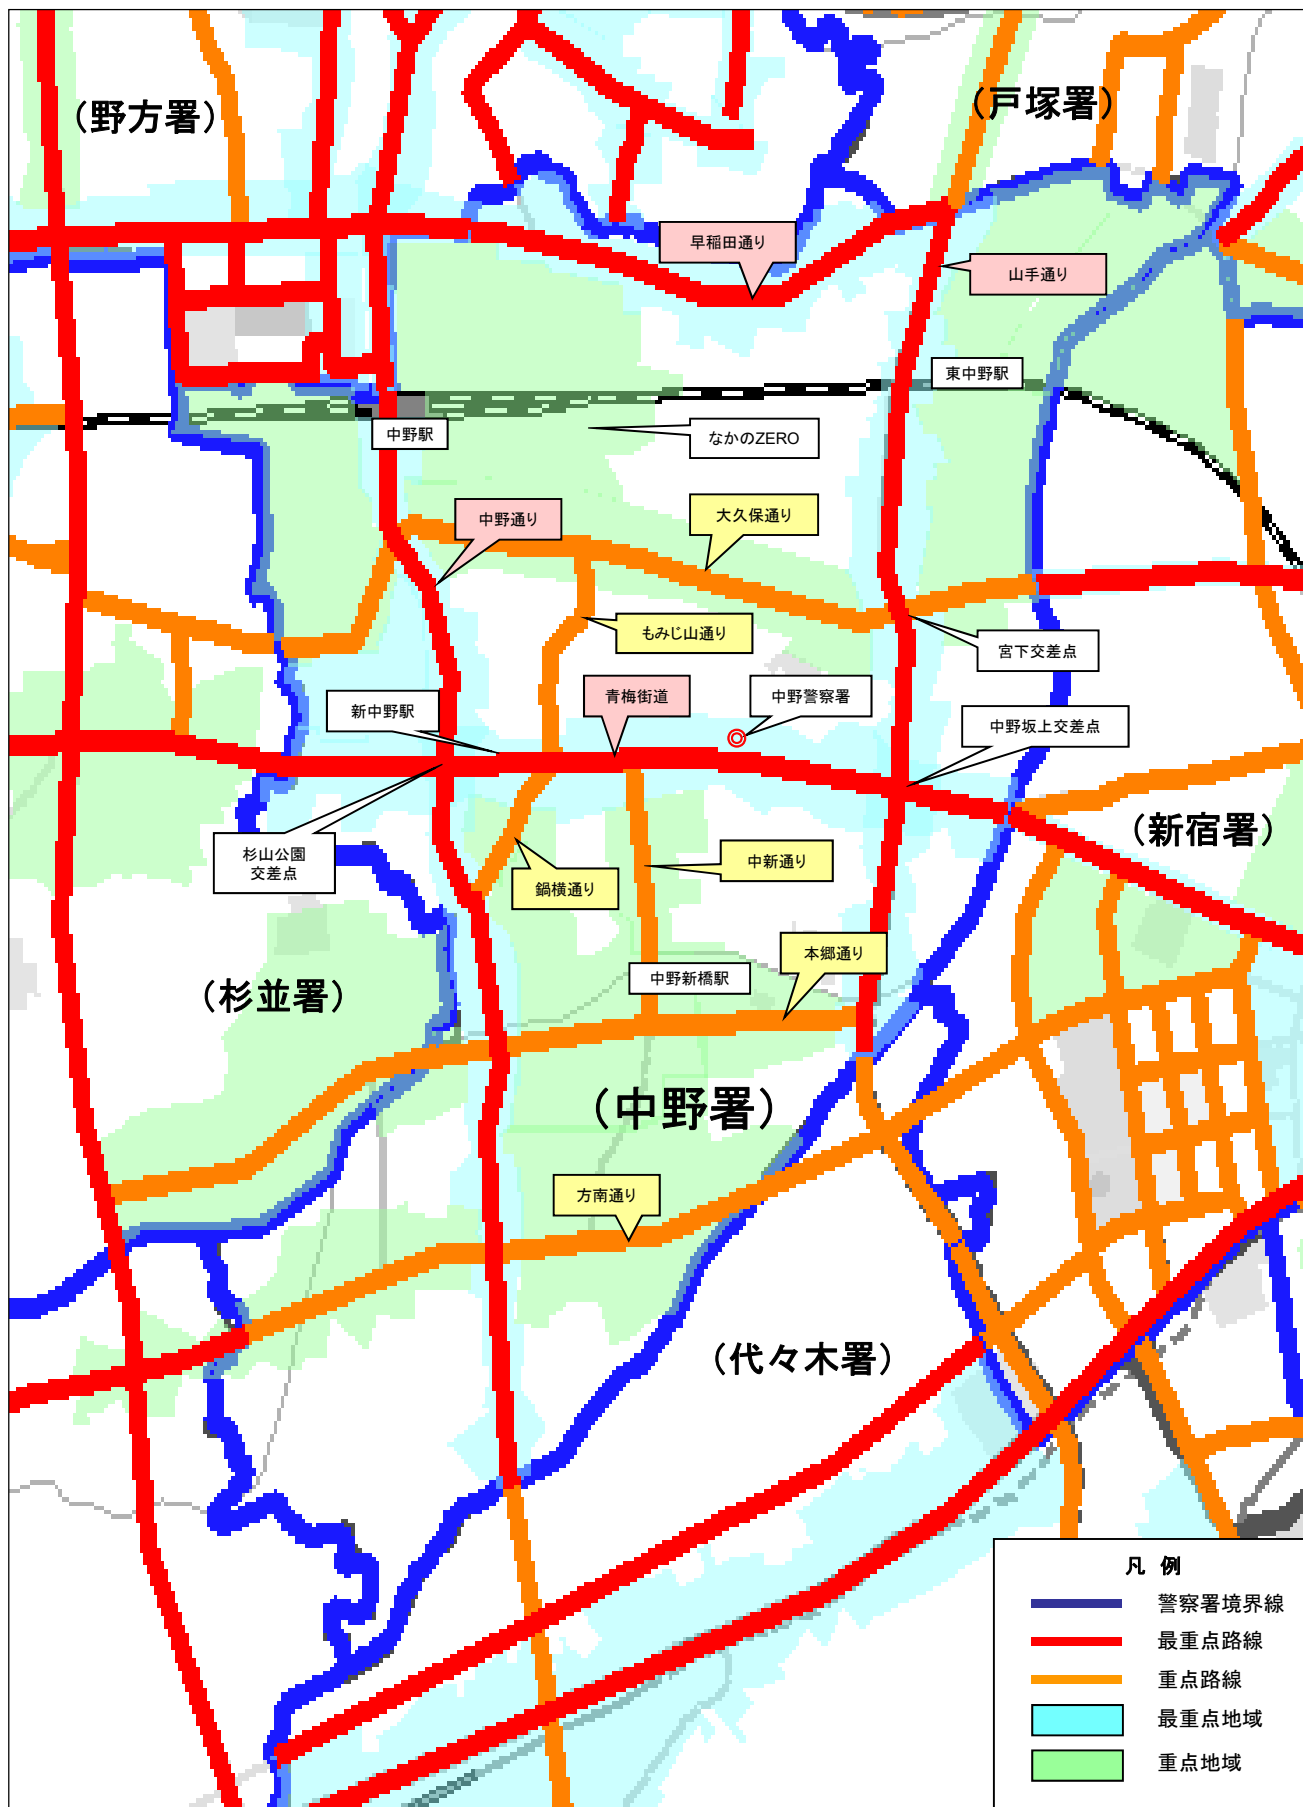 （野方署）
（戸塚署）
早稲田通り
山手通り
東中野駅
中野駅
なかのZERO
中野通り
大久保通り
もみじ山通り
宮下交差点
新中野駅
青梅街道
中野警察署
中野坂上交差点
（新宿署）
杉山公園
交差点
鍋横通り
中新通り
本郷通り
中野新橋駅
（杉並署）
（中野署）
方南通り
（代々木署）
凡 例
警察署境界線
最重点路線
重点路線
最重点地域
重点地域